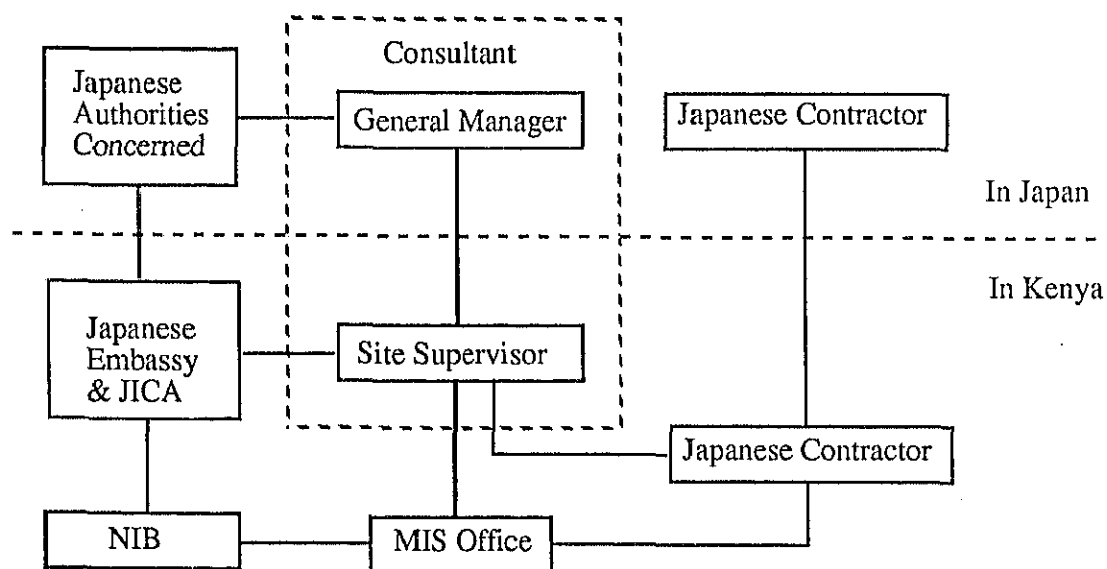 Consultant
Japanese
Authorities
Concerned
General Manager
Japanese Contractor
In Japan
In Kenya
Japanese
Embassy
& JICA
Site Supervisor
Japanese Contractor
NIB
MIS Office